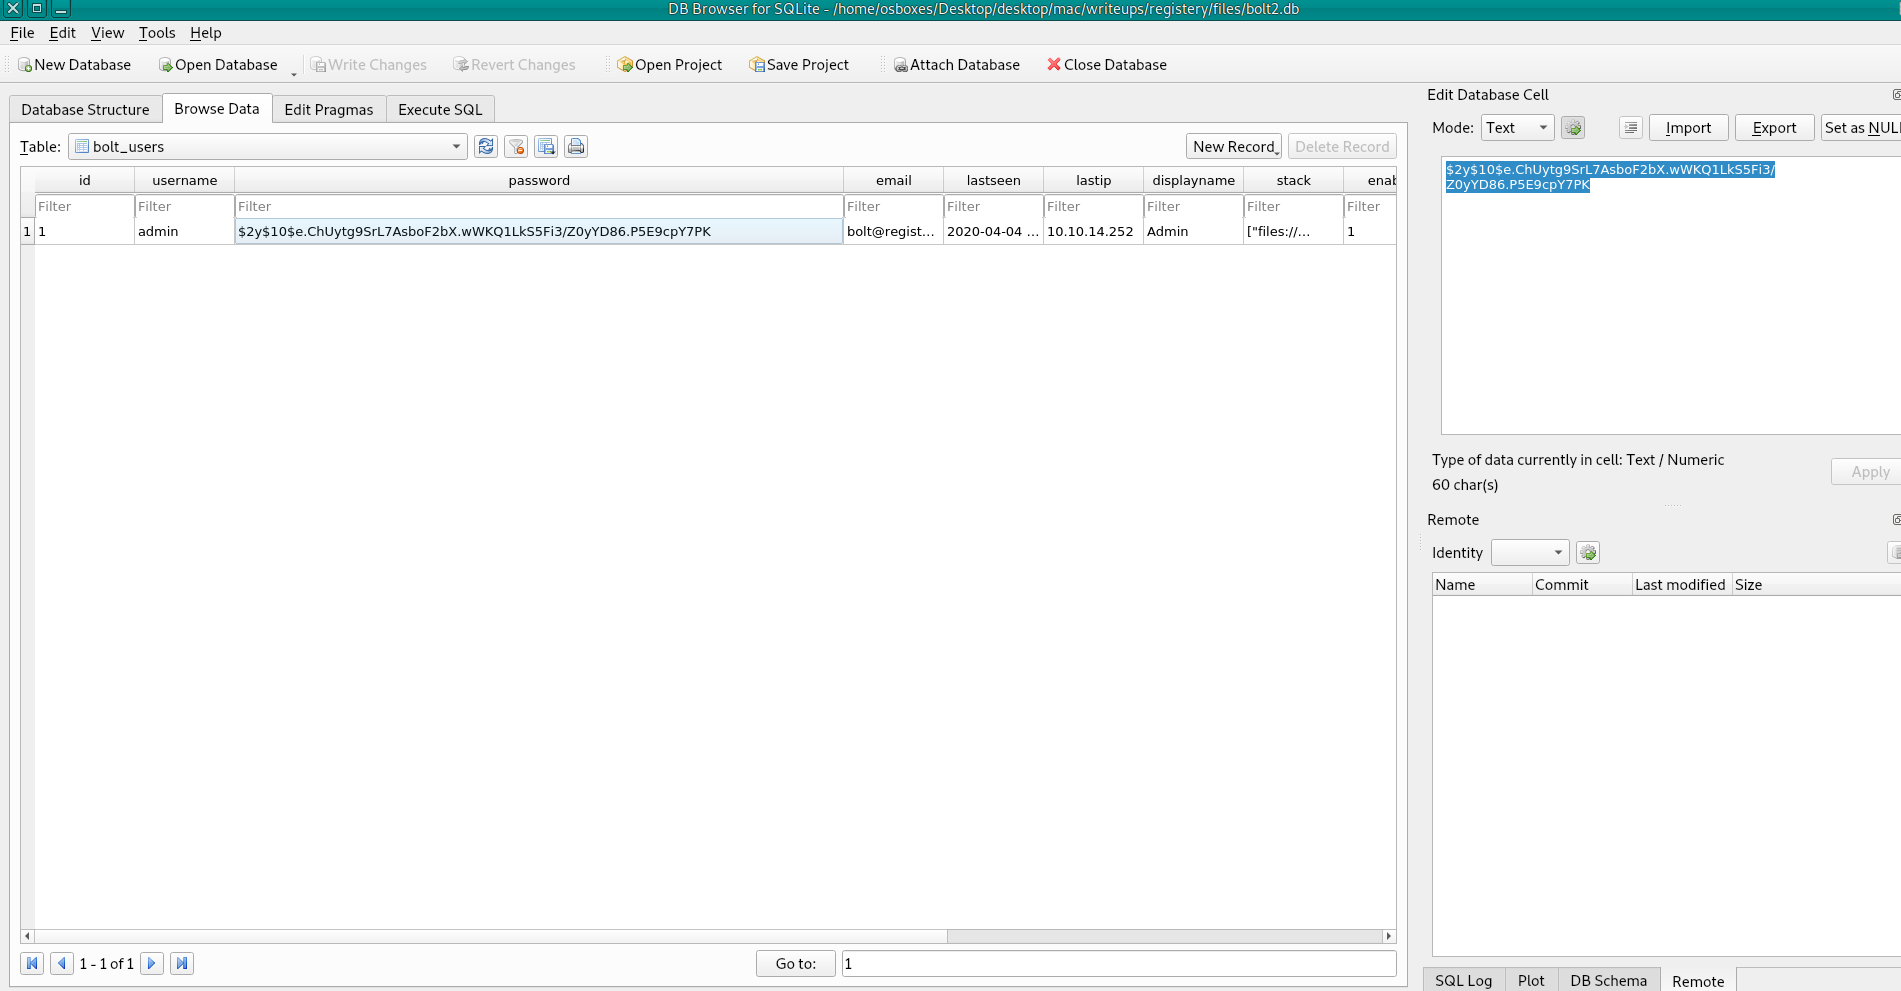 DB Browser for SQLite - /home/osboxes/Desktop/desktop/mac/writeups/registery/files/bolt2.db
File Edit View Tools Help
New Database Open Database Write Changes Revert Changes Open Project Save Project Attach Database Close Database
Database Structure Browse Data Edit Pragmas Execute SQL
Table: bolt_users New Record Delete Record
id username password email lastseen lastip displayname stack enab
Filter Filter Filter Filter Filter Filter Filter Filter Filter
1 1 admin $2y$10$e.ChUytg9SrL7AsboF2bX.wWKQ1LkS5Fi3/Z0yYD86.P5E9cpY7PK bolt@regist... 2020-04-04 ... 10.10.14.252 Admin ["files://... 1
1 - 1 of 1 Go to: 1
Edit Database Cell
Mode: Text Import Export Set as NUL
$2y$10$e.ChUytg9SrL7AsboF2bX.wWKQ1LkS5Fi3/
Z0yYD86.P5E9cpY7PK
Type of data currently in cell: Text / Numeric
60 char(s)
Apply
Remote
Identity
Name Commit Last modified Size
SQL Log Plot DB Schema Remote